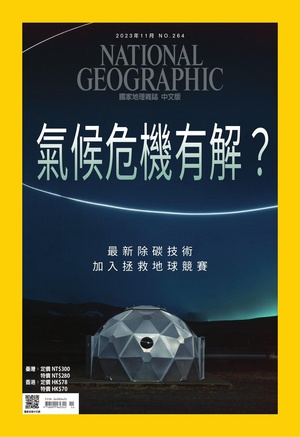 2023年11月 NO.264
NATIONAL
GEOGRAPHIC
國家地理雜誌 中文版
氣候危機有解？
最新除碳技術
加入拯救地球競賽
臺灣：定價 NT$300
特價 NT$280
香港：定價 HK$78
特價 HK$70